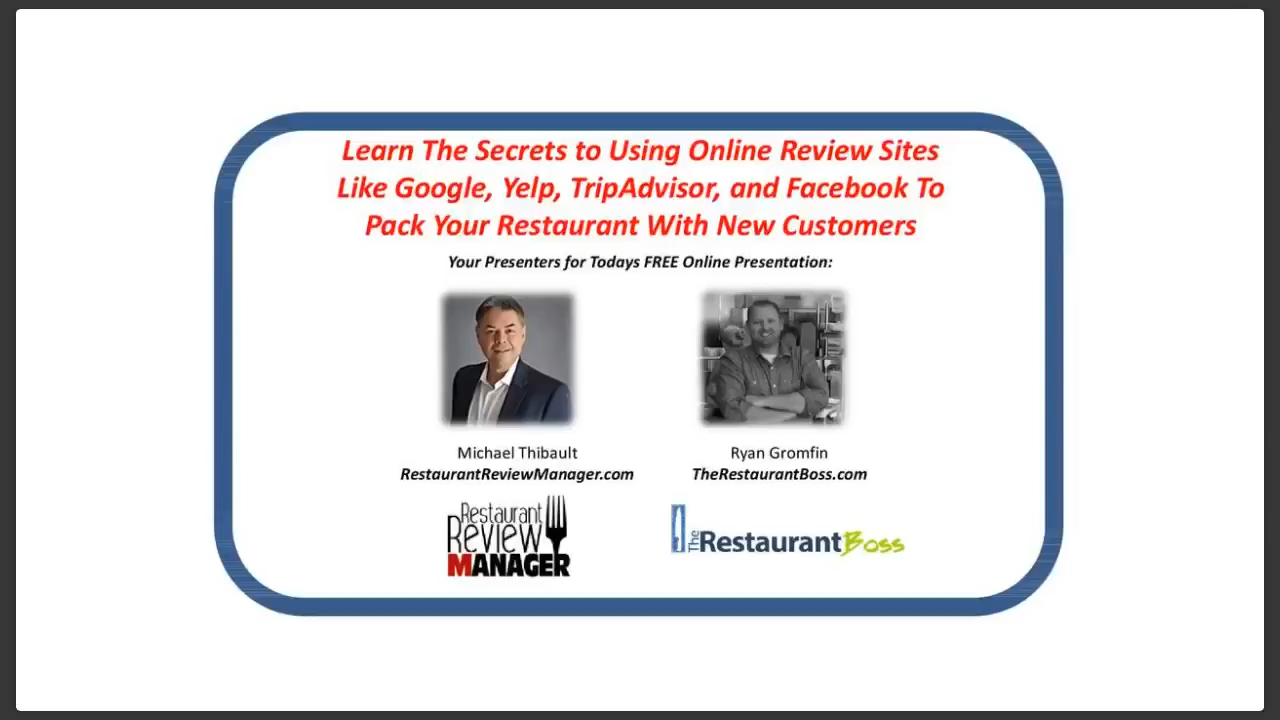 Learn The Secrets to Using Online Review Sites
Like Google, Yelp, TripAdvisor, and Facebook To
Pack Your Restaurant With New Customers
Your Presenters for Todays FREE Online Presentation:
Michael Thibault
RestaurantReviewManager.com
Ryan Gromfin
TheRestaurantBoss.com
Restaurant
Review
MANAGER
The RestaurantBoss